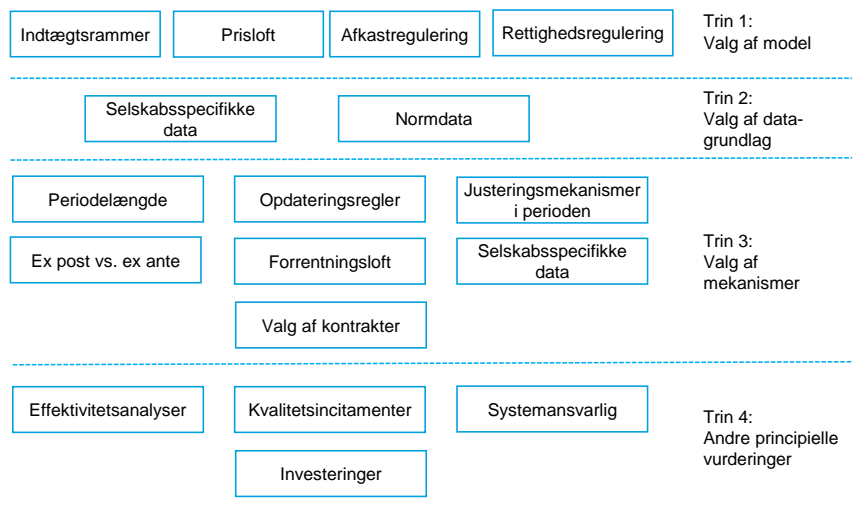 Indtægtsrammer
Prisloft
Afkastregulering
Rettighedsregulering
Trin 1:
Valg af model
Selskabsspecifikke
data
Normdata
Trin 2:
Valg af data-
grundlag
Periodelængde
Opdateringsregler
Justeringsmekanismer
i perioden
Ex post vs. ex ante
Forrentningsloft
Selskabsspecifikke
data
Valg af kontrakter
Trin 3:
Valg af
mekanismer
Effektivitetsanalyser
Kvalitetsincitamenter
Systemansvarlig
Investeringer
Trin 4:
Andre principielle
vurderinger